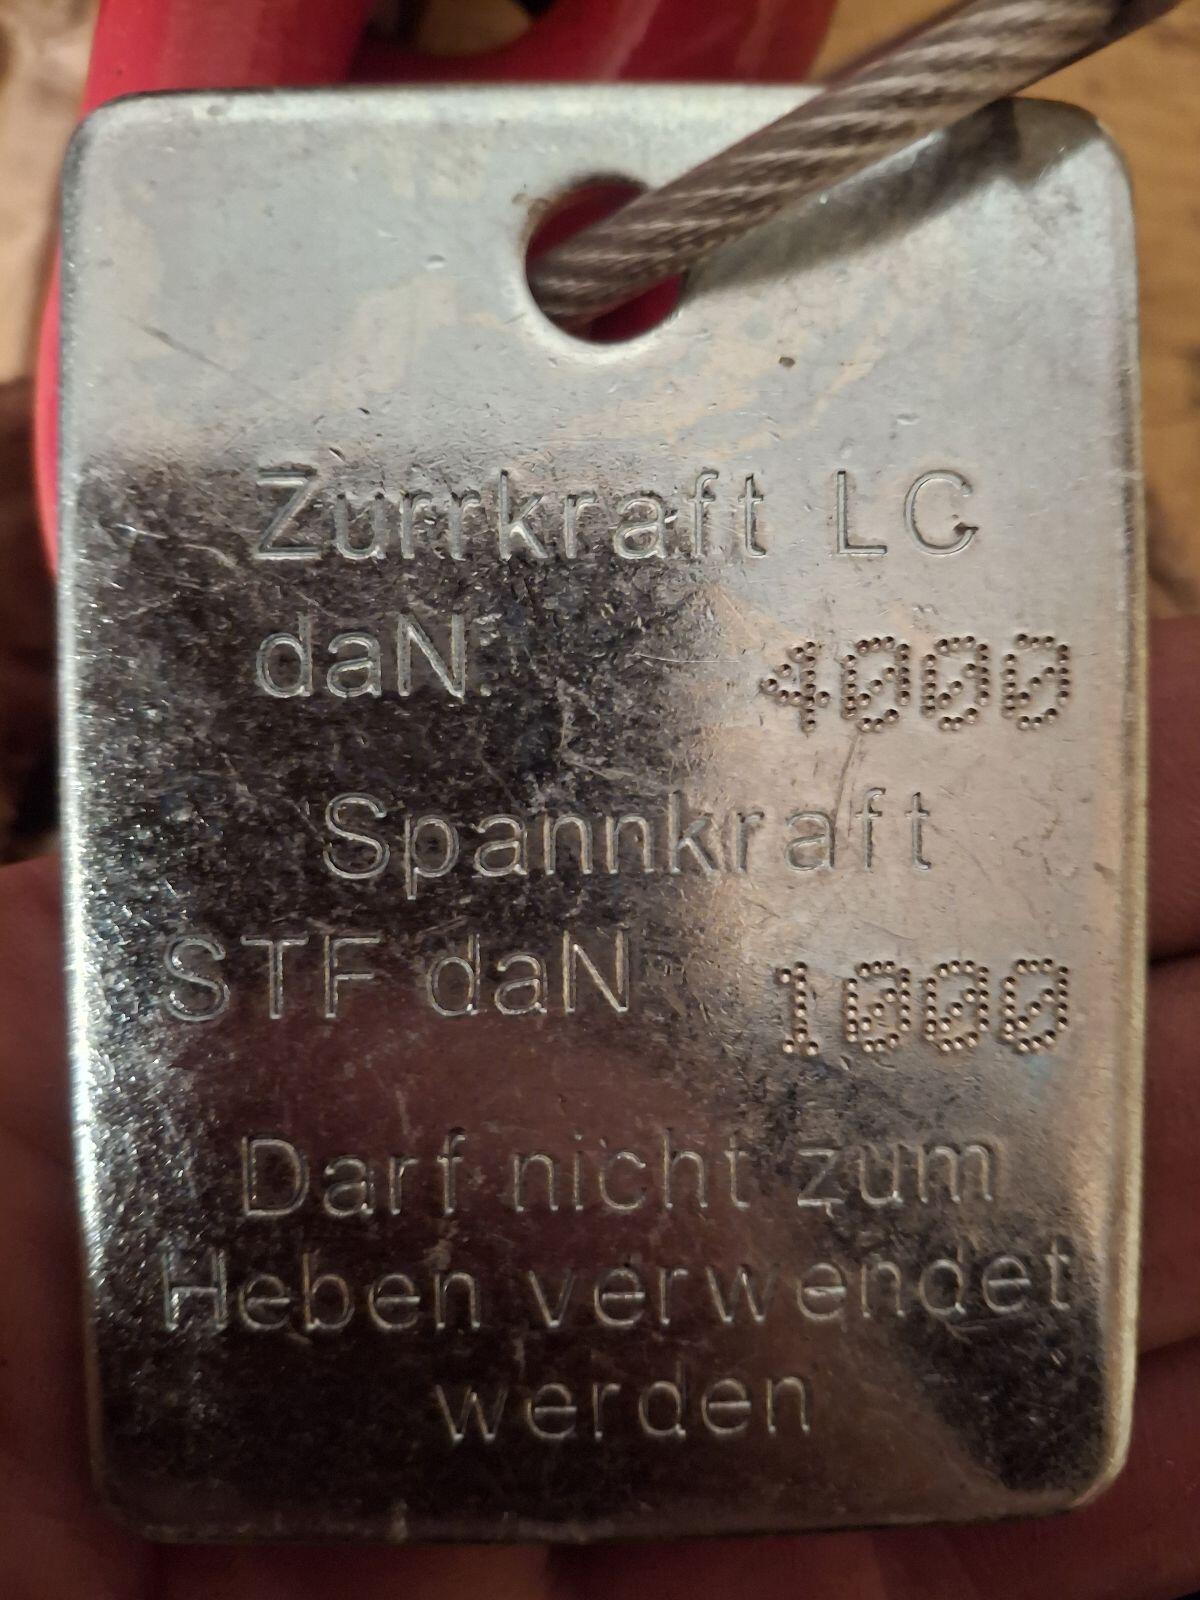 Zurrkraft LC
daN: 4000
Spannkraft
STF daN 1000
Darf nicht zum
Heben verwendet
werden